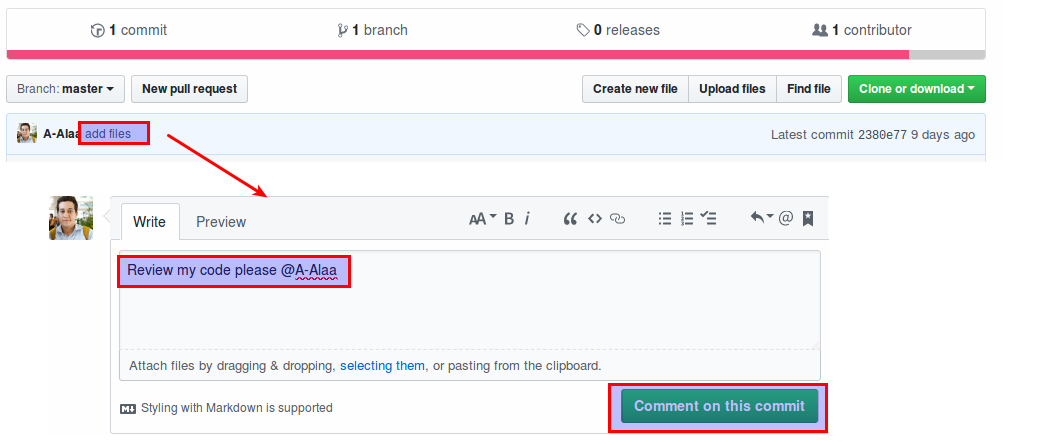 1 commit 1 branch 0 releases 1 contributor
Branch: master New pull request Create new file Upload files Find file Clone or download
A-Alaa add files Latest commit 2380e77 9 days ago
Write Preview AA B i @
Review my code please @A-Alaa
Attach files by dragging & dropping, selecting them, or pasting from the clipboard.
Styling with Markdown is supported Comment on this commit